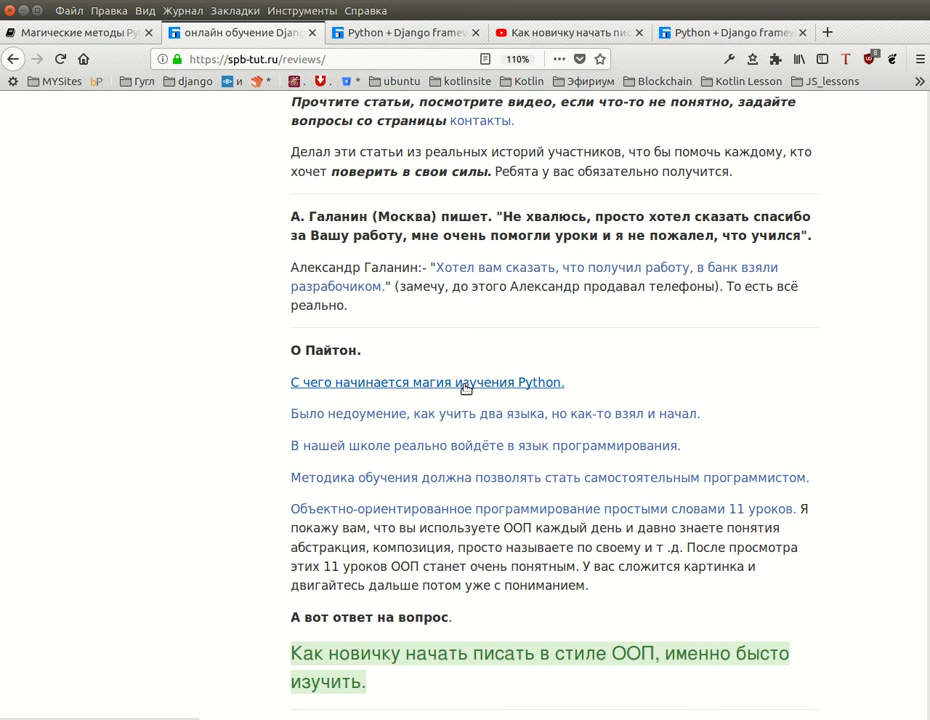 Файл Правка Вид Журнал Закладки Инструменты Справка
Магические методы Py
онлайн обучение Djan
Python + Django framew
Как новичку начать пис
Python + Django framew
https://spb-tut.ru/reviews/
110%
8
MYSites bP Гугл django и * . . * ubuntu kotlinsite Kotlin Эфириум Blockchain Kotlin Lesson JS_lessons
Прочтите статьи, посмотрите видео, если что-то не понятно, задайте
вопросы со страницы контакты.
Делал эти статьи из реальных историй участников, что бы помочь каждому, кто
хочет поверить в свои силы. Ребята у вас обязательно получится.
А. Галанин (Москва) пишет. "Не хвалюсь, просто хотел сказать спасибо
за Вашу работу, мне очень помогли уроки и я не пожалел, что учился".
Александр Галанин:- "Хотел вам сказать, что получил работу, в банк взяли
разрабочиком." (замечу, до этого Александр продавал телефоны). То есть всё
реально.
О Пайтон.
С чего начинается магия изучения Python.
Было недоумение, как учить два языка, но как-то взял и начал.
В нашей школе реально войдёте в язык программирования.
Методика обучения должна позволять стать самостоятельным программистом.
Объектно-ориентированное программирование простыми словами 11 уроков. Я
покажу вам, что вы используете ООП каждый день и давно знаете понятия
абстракция, композиция, просто называете по своему и т .д. После просмотра
этих 11 уроков ООП станет очень понятным. У вас сложится картинка и
двигайтесь дальше потом уже с пониманием.
А вот ответ на вопрос.
Как новичку начать писать в стиле ООП, именно бысто
изучить.